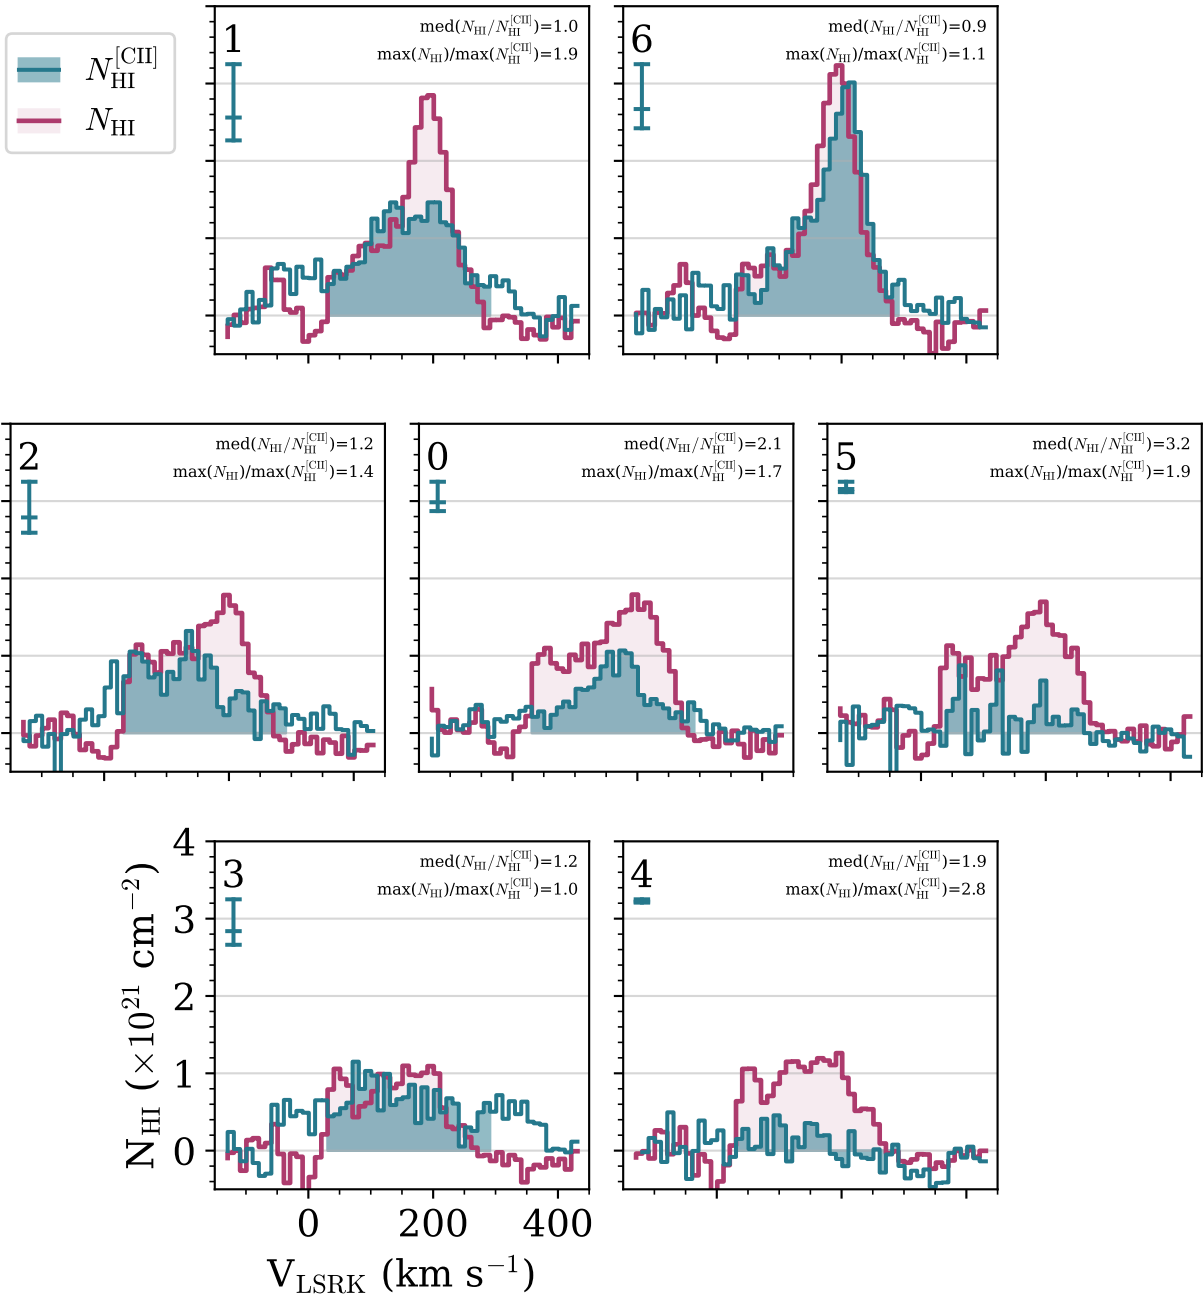 N_HI^[CII]
N_HI
1
med(N_HI/N_HI^[CII])=1.0
max(N_HI)/max(N_HI^[CII])=1.9
6
med(N_HI/N_HI^[CII])=0.9
max(N_HI)/max(N_HI^[CII])=1.1
2
med(N_HI/N_HI^[CII])=1.2
max(N_HI)/max(N_HI^[CII])=1.4
0
med(N_HI/N_HI^[CII])=2.1
max(N_HI)/max(N_HI^[CII])=1.7
5
med(N_HI/N_HI^[CII])=3.2
max(N_HI)/max(N_HI^[CII])=1.9
3
med(N_HI/N_HI^[CII])=1.2
max(N_HI)/max(N_HI^[CII])=1.0
4
med(N_HI/N_HI^[CII])=1.9
max(N_HI)/max(N_HI^[CII])=2.8
4
3
2
1
0
N_HI (×10^21 cm^−2)
0 200 400
V_LSRK (km s^−1)